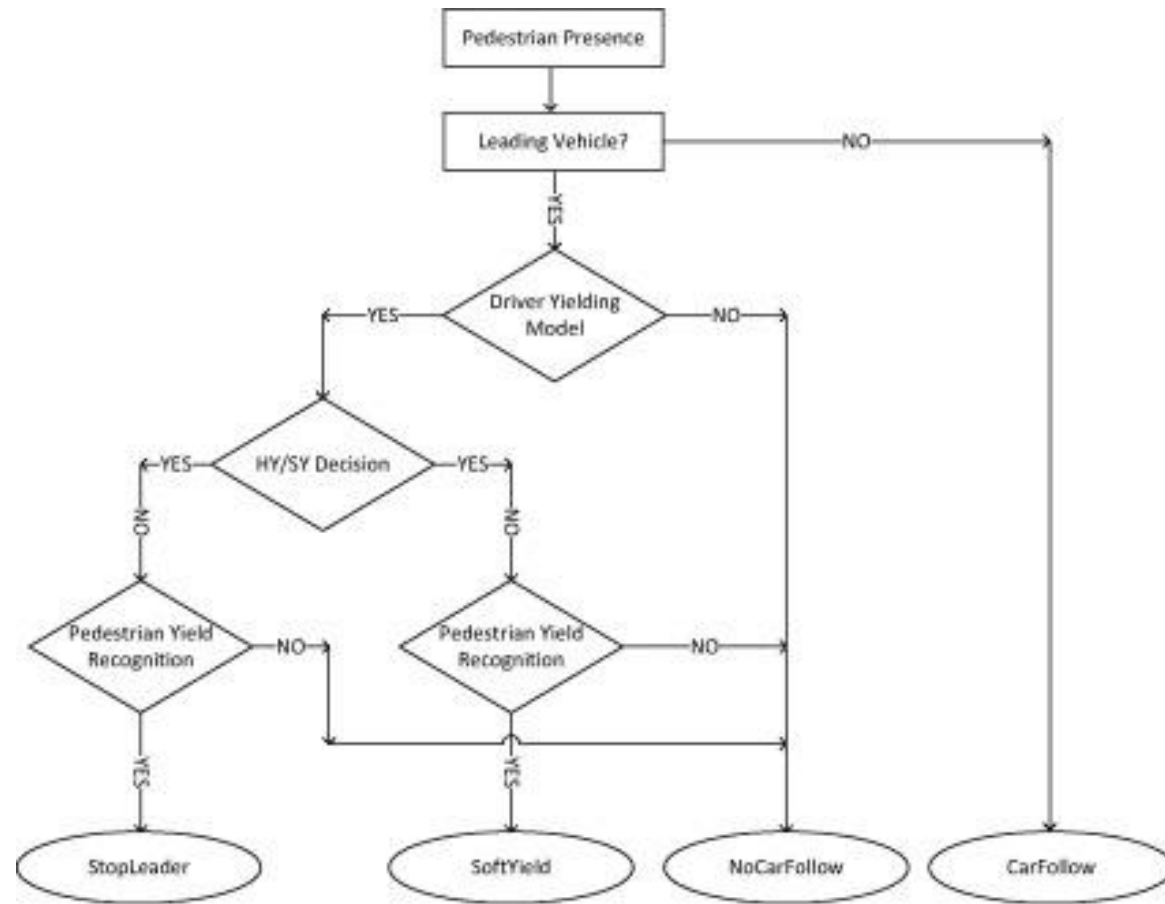 Pedestrian Presence
Leading Vehicle?
NO
YES
Driver Yielding
Model
YES
NO
HY/SY Decision
YES
YES
NO
NO
Pedestrian Yield
Recognition
NO
Pedestrian Yield
Recognition
NO
YES
YES
StopLeader
SoftYield
NoCarFollow
CarFollow